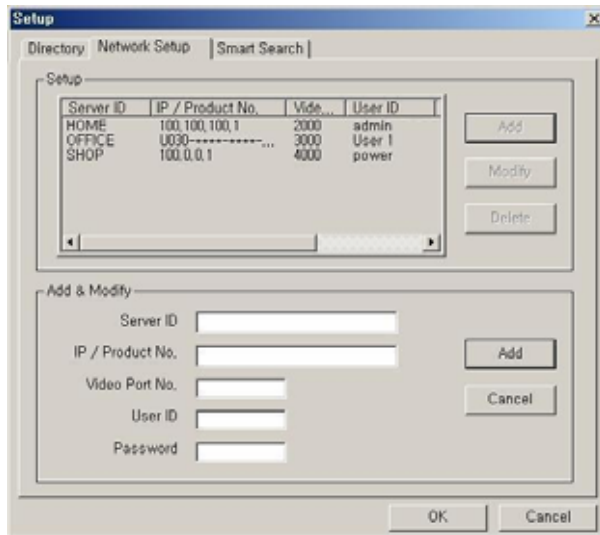 Setup
Directory Network Setup Smart Search
Setup
Server ID IP / Product No. Vide... User ID
HOME 100,100,100,1 2000 admin
OFFICE U030-****-****-... 3000 User 1
SHOP 100,0,0,1 4000 power
Add
Modify
Delete
Add & Modify
Server ID
IP / Product No.
Add
Video Port No.
Cancel
User ID
Password
OK Cancel